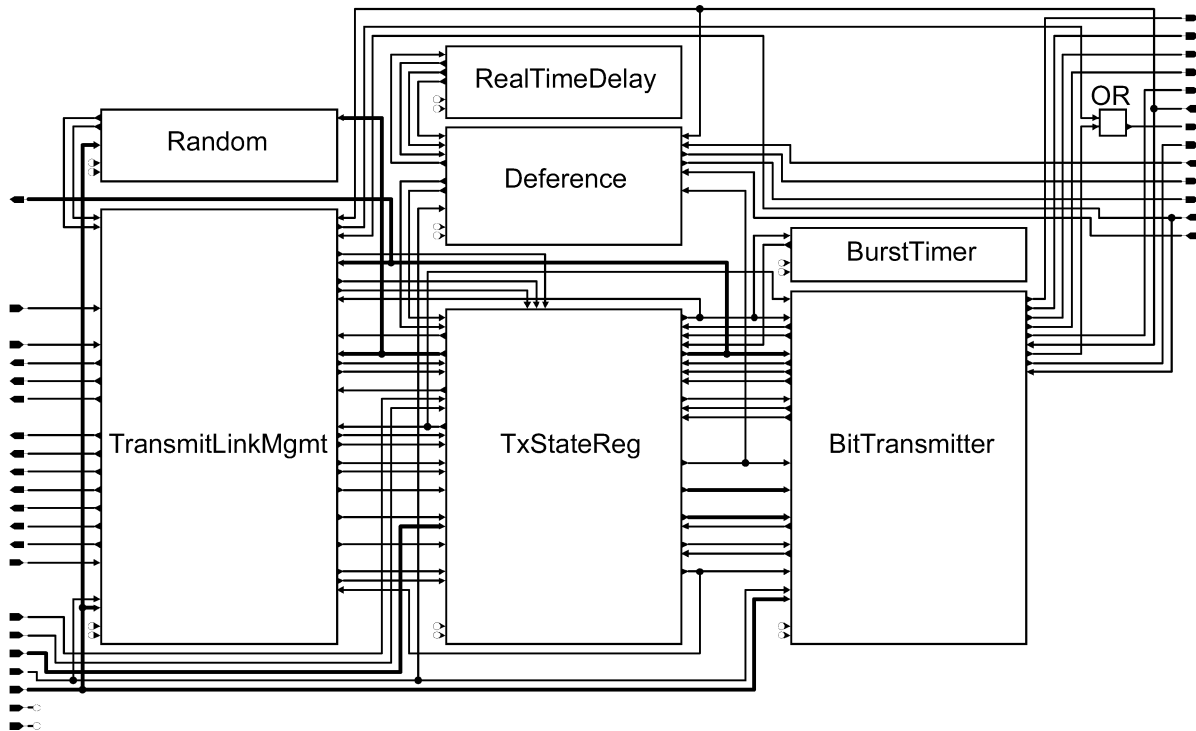 RealTimeDelay
OR
Random
Deference
BurstTimer
TransmitLinkMgmt
TxStateReg
BitTransmitter